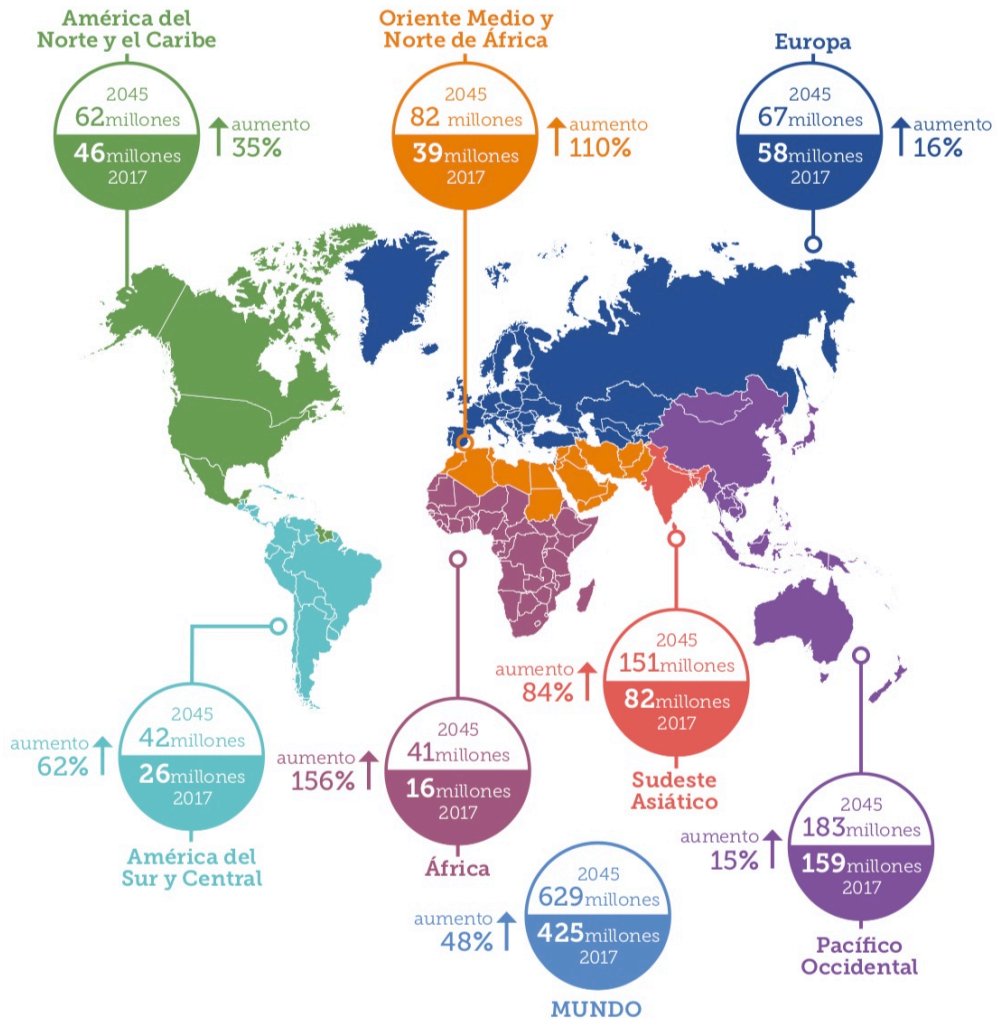 América del
Norte y el Caribe
2045
62millones
46millones
2017
aumento
35%
Oriente Medio y
Norte de África
2045
82 millones
39millones
2017
aumento
110%
Europa
2045
67millones
58millones
2017
aumento
16%
2045
42millones
26millones
2017
aumento
62%
América del
Sur y Central
2045
41millones
16millones
2017
aumento
156%
África
2045
151millones
82millones
2017
aumento
84%
Sudeste
Asiático
2045
183millones
159millones
2017
aumento
15%
Pacífico
Occidental
2045
629millones
425millones
2017
aumento
48%
MUNDO